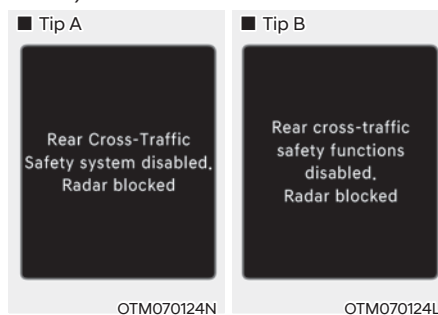 ■ Tip A
Rear Cross-Traffic
Safety system disabled.
Radar blocked
OTM070124N
■ Tip B
Rear cross-traffic
safety functions
disabled.
Radar blocked
OTM070124L